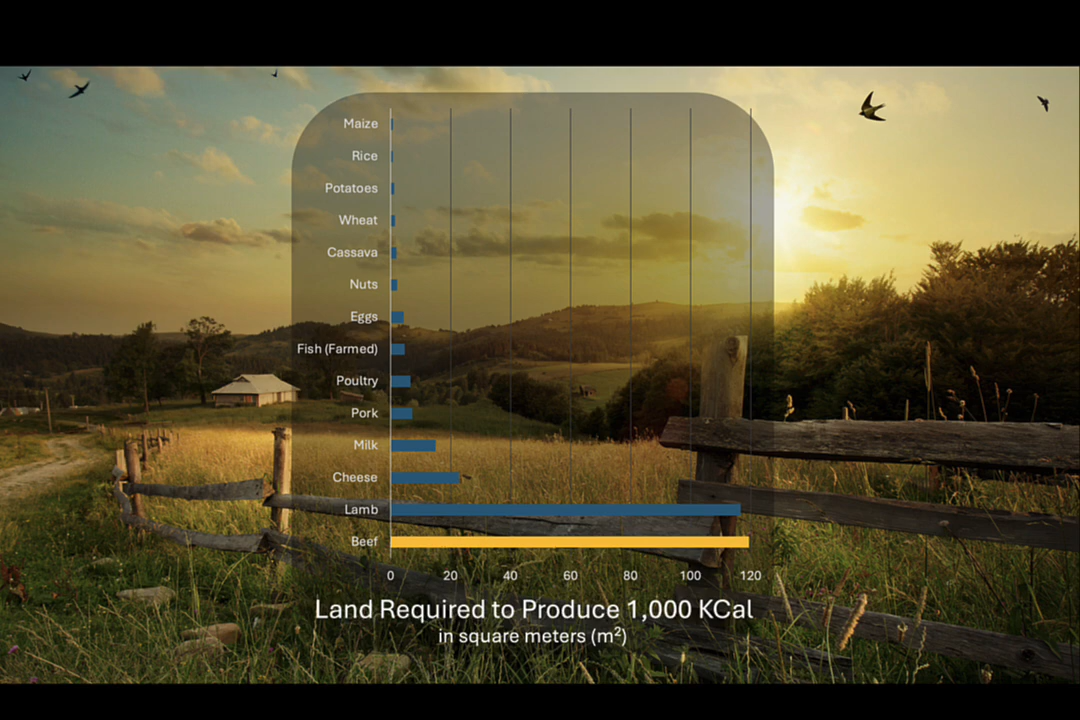 Maize
Rice
Potatoes
Wheat
Cassava
Nuts
Eggs
Fish (Farmed)
Poultry
Pork
Milk
Cheese
Lamb
Beef
0 20 40 60 80 100 120
Land Required to Produce 1,000 KCal
in square meters (m²)